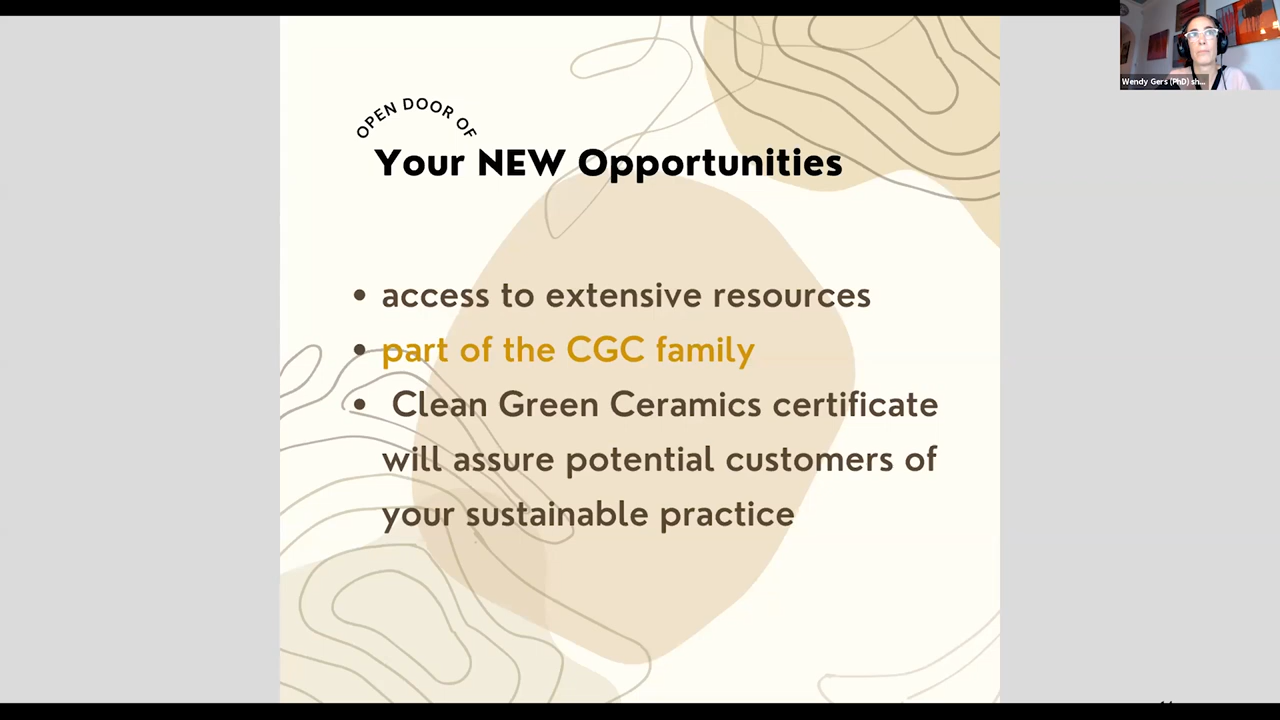 OPEN DOOR OF
Your NEW Opportunities
• access to extensive resources
• part of the CGC family
• Clean Green Ceramics certificate
will assure potential customers of
your sustainable practice
Wendy Gers (PhD) sh...